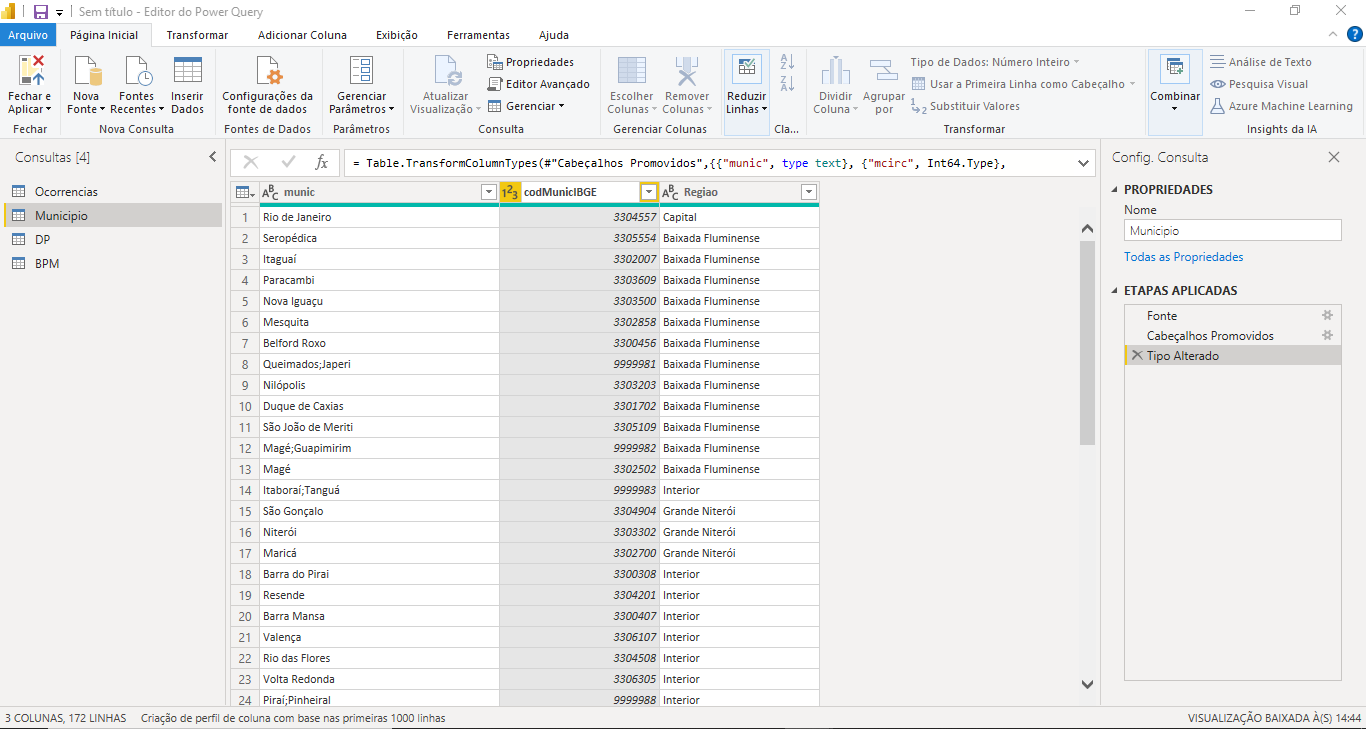 Sem título - Editor do Power Query
Arquivo Página Inicial Transformar Adicionar Coluna Exibição Ferramentas Ajuda
Fechar e Aplicar
Fechar
Nova Fonte
Fontes Recentes
Inserir Dados
Nova Consulta
Configurações da fonte de dados
Fontes de Dados
Gerenciar Parâmetros
Parâmetros
Atualizar Visualização
Propriedades
Editor Avançado
Gerenciar
Consulta
Escolher Colunas
Remover Colunas
Gerenciar Colunas
Reduzir Linhas
Cla...
Dividir Coluna
Agrupar por
Tipo de Dados: Número Inteiro
Usar a Primeira Linha como Cabeçalho
Substituir Valores
Transformar
Combinar
Análise de Texto
Pesquisa Visual
Azure Machine Learning
Insights da IA
Consultas [4]
Ocorrencias
Municipio
DP
BPM
fx = Table.TransformColumnTypes(#"Cabeçalhos Promovidos",{{"munic", type text}, {"mcirc", Int64.Type},
munic codMunicIBGE Regiao
1 Rio de Janeiro 3304557 Capital
2 Seropédica 3305554 Baixada Fluminense
3 Itaguaí 3302007 Baixada Fluminense
4 Paracambi 3303609 Baixada Fluminense
5 Nova Iguaçu 3303500 Baixada Fluminense
6 Mesquita 3302858 Baixada Fluminense
7 Belford Roxo 3300456 Baixada Fluminense
8 Queimados;Japeri 9999981 Baixada Fluminense
9 Nilópolis 3303203 Baixada Fluminense
10 Duque de Caxias 3301702 Baixada Fluminense
11 São João de Meriti 3305109 Baixada Fluminense
12 Magé;Guapimirim 9999982 Baixada Fluminense
13 Magé 3302502 Baixada Fluminense
14 Itaboraí;Tanguá 9999983 Interior
15 São Gonçalo 3304904 Grande Niterói
16 Niterói 3303302 Grande Niterói
17 Maricá 3302700 Grande Niterói
18 Barra do Pirai 3300308 Interior
19 Resende 3304201 Interior
20 Barra Mansa 3300407 Interior
21 Valença 3306107 Interior
22 Rio das Flores 3304508 Interior
23 Volta Redonda 3306305 Interior
24 Piraí;Pinheiral 9999988 Interior
Config. Consulta
PROPRIEDADES
Nome
Municipio
Todas as Propriedades
ETAPAS APLICADAS
Fonte
Cabeçalhos Promovidos
Tipo Alterado
3 COLUNAS, 172 LINHAS Criação de perfil de coluna com base nas primeiras 1000 linhas VISUALIZAÇÃO BAIXADA À(S) 14:44